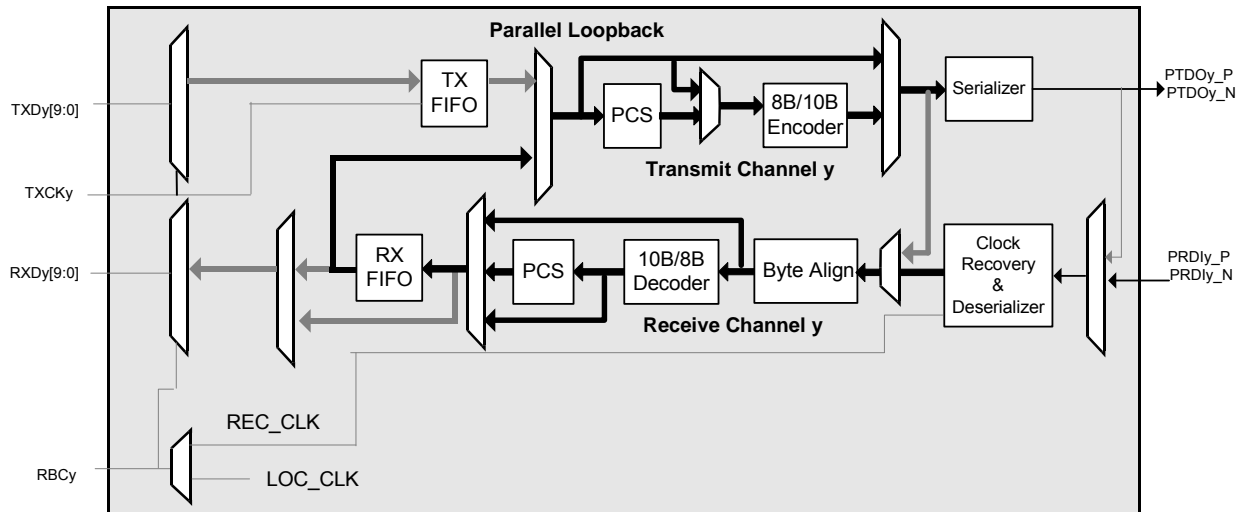 Parallel Loopback
TXDy[9:0]
TX
FIFO
PCS
8B/10B
Encoder
Serializer
PTDOy_P
PTDOy_N
Transmit Channel y
TXCKy
RXDy[9:0]
RX
FIFO
PCS
10B/8B
Decoder
Byte Align
Clock
Recovery
&
Deserializer
PRDIy_P
PRDIy_N
Receive Channel y
REC_CLK
RBCy
LOC_CLK